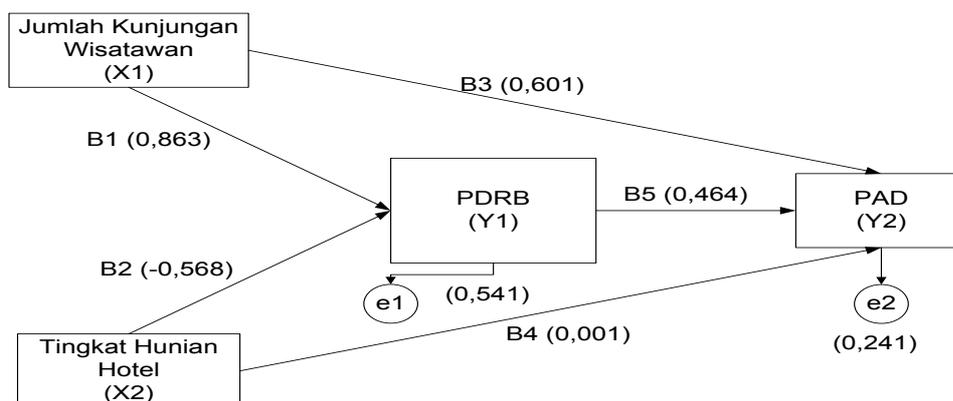 Jumlah Kunjungan
Wisatawan
(X1)
B3 (0,601)
B1 (0,863)
PDRB
(Y1)
B5 (0,464)
PAD
(Y2)
B2 (-0,568)
e1
(0,541)
e2
B4 (0,001)
(0,241)
Tingkat Hunian
Hotel
(X2)